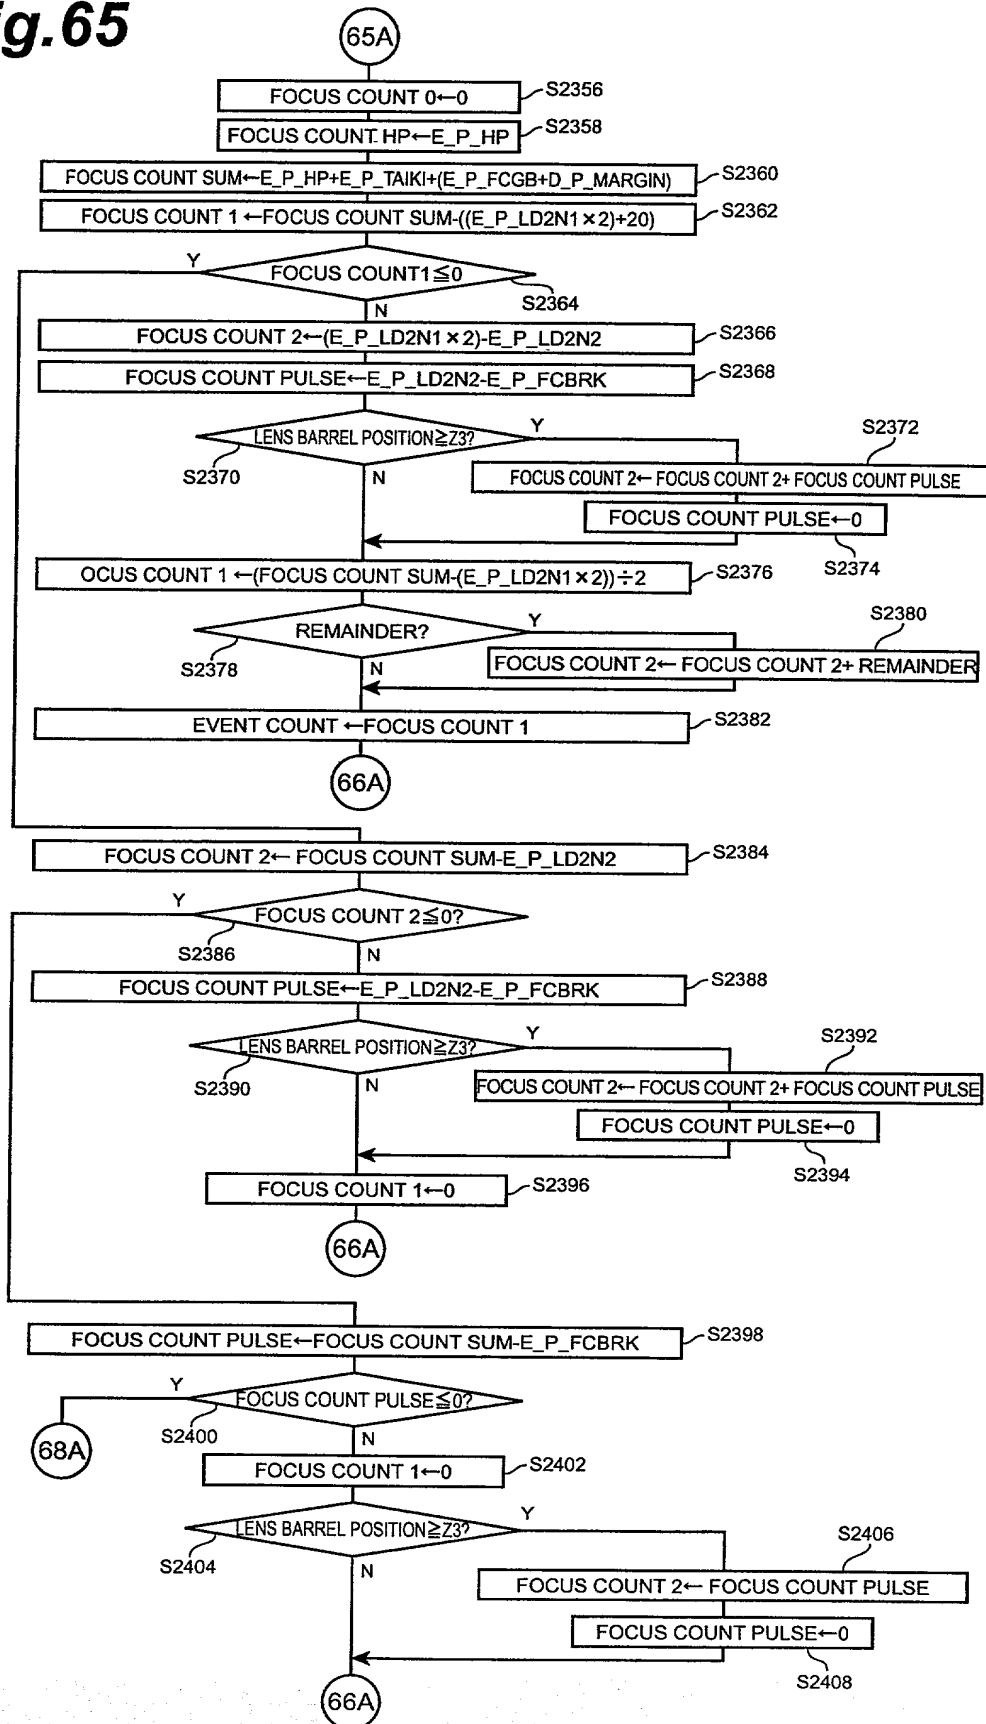 ig.65
65A
FOCUS COUNT 0←0 S2356
FOCUS COUNT HP←E_P_HP S2358
FOCUS COUNT SUM←E_P_HP+E_P_TAIKI+(E_P_FCGB+D_P_MARGIN) S2360
FOCUS COUNT 1 ←FOCUS COUNT SUM-((E_P_LD2N1×2)+20) S2362
Y FOCUS COUNT1≦0 S2364
N
FOCUS COUNT 2←(E_P_LD2N1×2)-E_P_LD2N2 S2366
FOCUS COUNT PULSE←E_P_LD2N2-E_P_FCBRK S2368
LENS BARREL POSITION≧Z3? Y S2370
N
S2372
FOCUS COUNT 2← FOCUS COUNT 2+ FOCUS COUNT PULSE
FOCUS COUNT PULSE←0
S2374
OCUS COUNT 1 ←(FOCUS COUNT SUM-(E_P_LD2N1×2))÷2 S2376
REMAINDER? Y S2378
N
S2380
FOCUS COUNT 2← FOCUS COUNT 2+ REMAINDER
EVENT COUNT ←FOCUS COUNT 1 S2382
66A
FOCUS COUNT 2← FOCUS COUNT SUM-E_P_LD2N2 S2384
Y FOCUS COUNT 2≦0? S2386
N
FOCUS COUNT PULSE←E_P_LD2N2-E_P_FCBRK S2388
LENS BARREL POSITION≧Z3? Y S2390
N
S2392
FOCUS COUNT 2← FOCUS COUNT 2+ FOCUS COUNT PULSE
FOCUS COUNT PULSE←0
S2394
FOCUS COUNT 1←0 S2396
66A
FOCUS COUNT PULSE←FOCUS COUNT SUM-E_P_FCBRK S2398
Y FOCUS COUNT PULSE≦0? S2400
68A
N
FOCUS COUNT 1←0 S2402
LENS BARREL POSITION≧Z3? Y S2404
N
S2406
FOCUS COUNT 2← FOCUS COUNT PULSE
FOCUS COUNT PULSE←0
S2408
66A